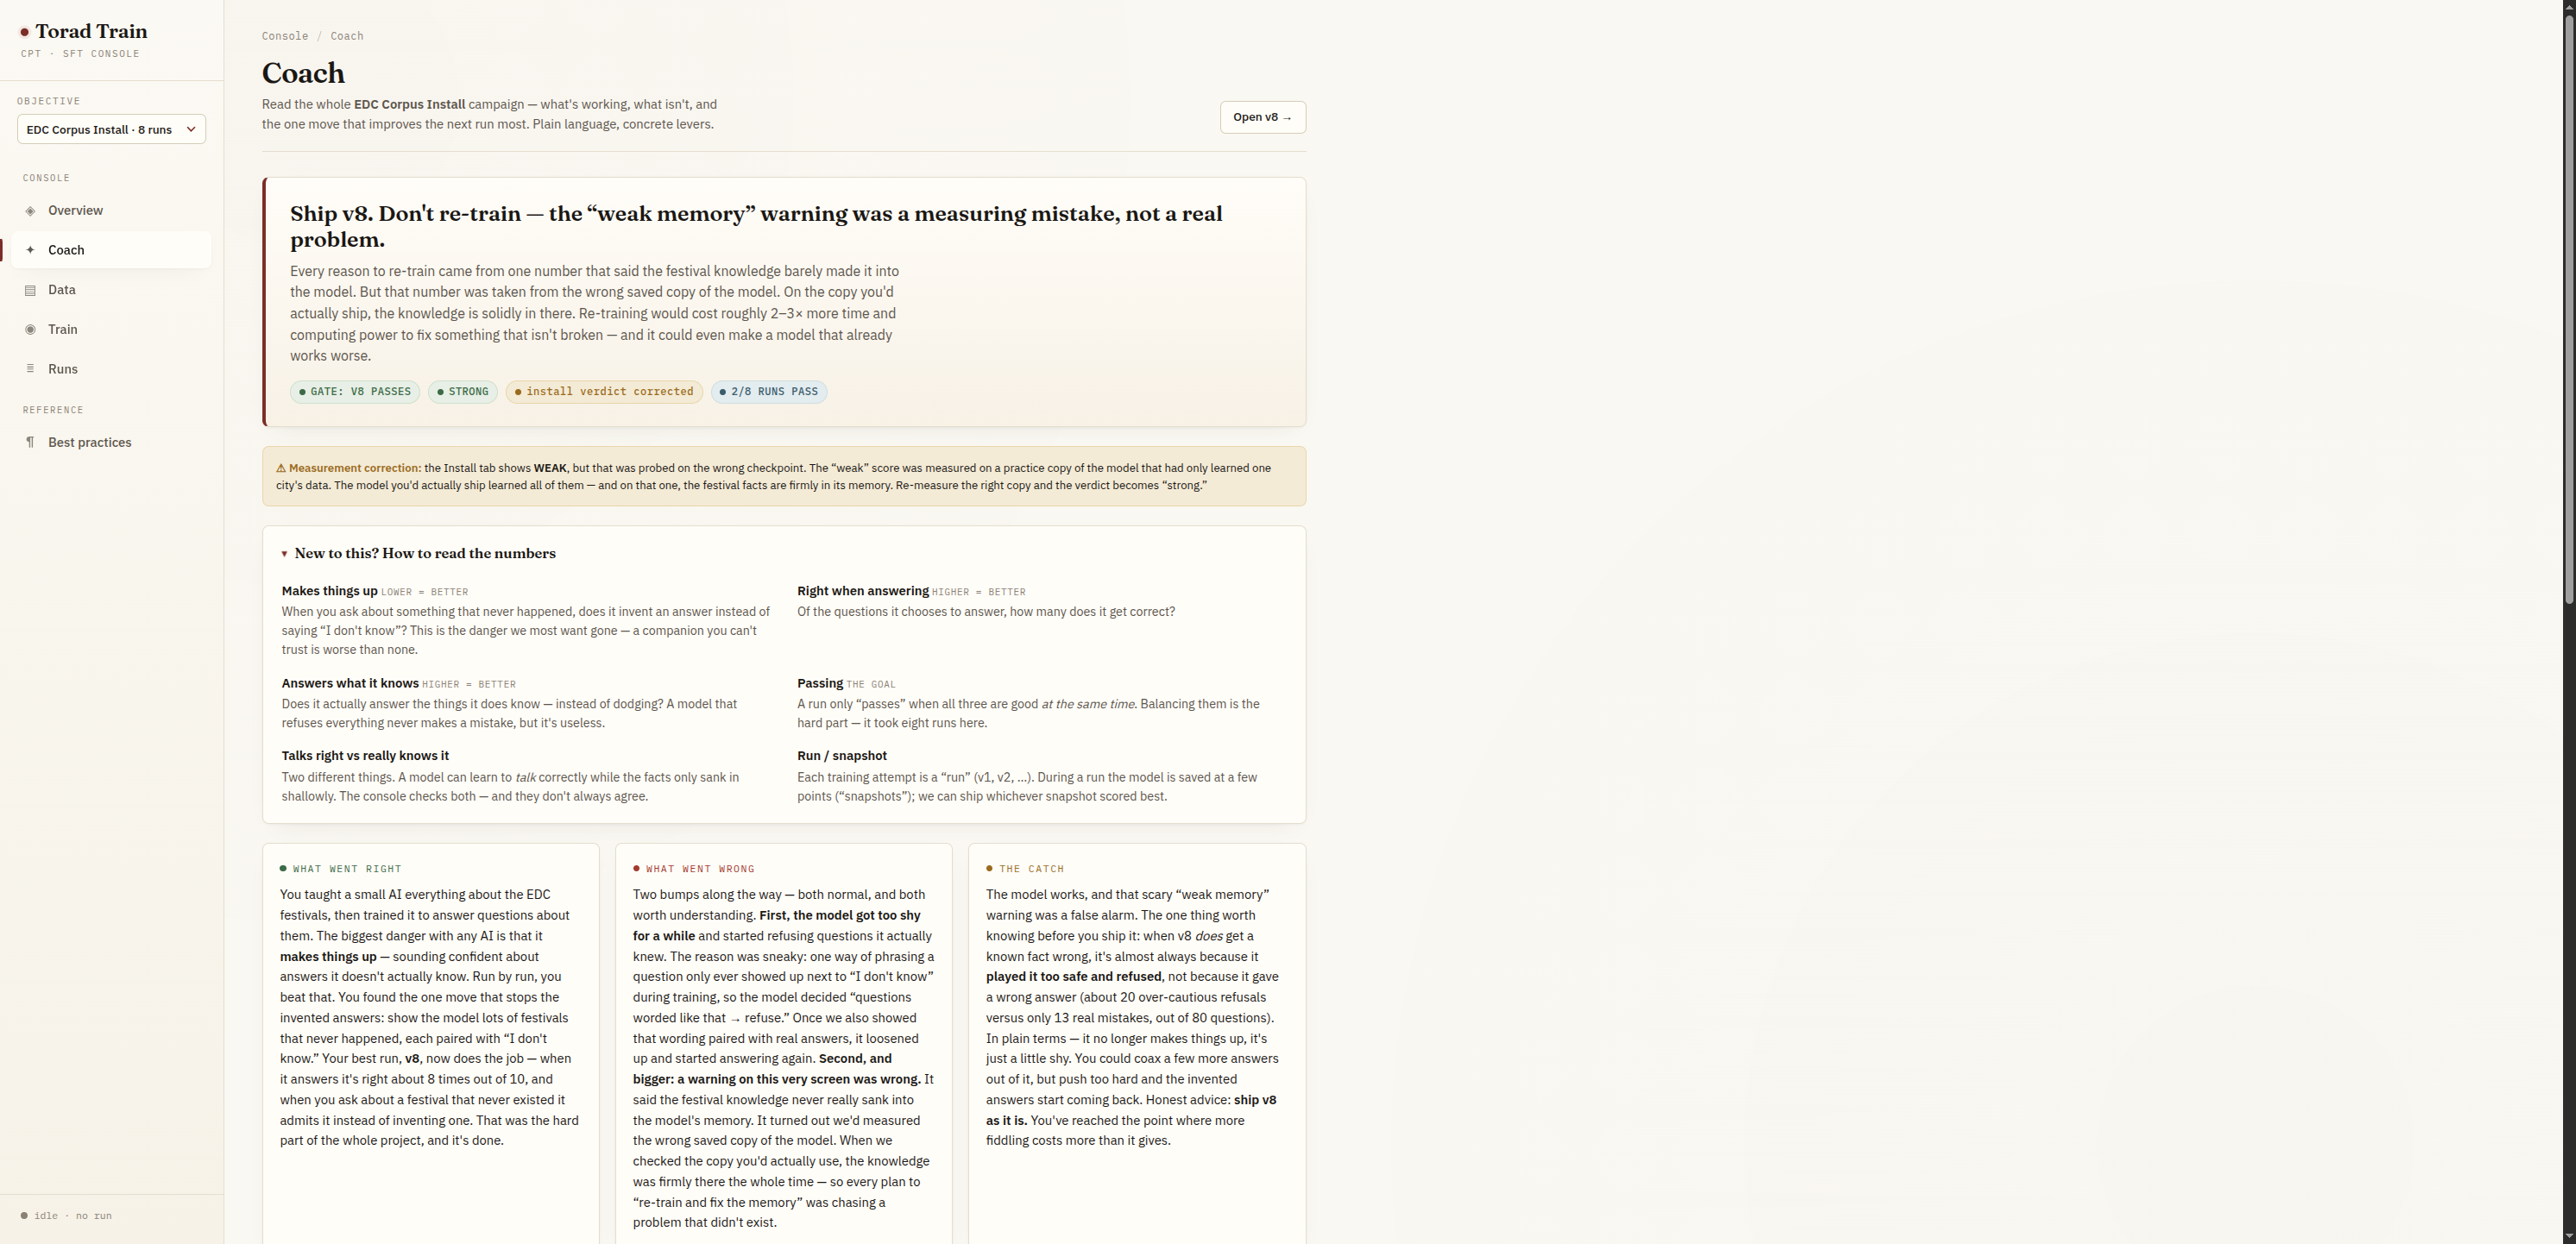 Torad Train
CPT · SFT CONSOLE
OBJECTIVE
EDC Corpus Install · 8 runs
CONSOLE
Overview
Coach
Data
Train
Runs
REFERENCE
Best practices
idle · no run
Console / Coach
Coach
Read the whole EDC Corpus Install campaign — what's working, what isn't, and
the one move that improves the next run most. Plain language, concrete levers.
Open v8 →
Ship v8. Don't re-train — the “weak memory” warning was a measuring mistake, not a real
problem.
Every reason to re-train came from one number that said the festival knowledge barely made it into
the model. But that number was taken from the wrong saved copy of the model. On the copy you'd
actually ship, the knowledge is solidly in there. Re-training would cost roughly 2–3× more time and
computing power to fix something that isn't broken — and it could even make a model that already
works worse.
GATE: V8 PASSES
STRONG
install verdict corrected
2/8 RUNS PASS
⚠ Measurement correction: the Install tab shows WEAK, but that was probed on the wrong checkpoint. The “weak” score was measured on a practice copy of the model that had only learned one
city's data. The model you'd actually ship learned all of them — and on that one, the festival facts are firmly in its memory. Re-measure the right copy and the verdict becomes “strong.”
▾ New to this? How to read the numbers
Makes things up LOWER = BETTER
When you ask about something that never happened, does it invent an answer instead of
saying “I don't know”? This is the danger we most want gone — a companion you can't
trust is worse than none.
Right when answering HIGHER = BETTER
Of the questions it chooses to answer, how many does it get correct?
Answers what it knows HIGHER = BETTER
Does it actually answer the things it does know — instead of dodging? A model that
refuses everything never makes a mistake, but it's useless.
Passing THE GOAL
A run only “passes” when all three are good at the same time. Balancing them is the
hard part — it took eight runs here.
Talks right vs really knows it
Two different things. A model can learn to talk correctly while the facts only sank in
shallowly. The console checks both — and they don't always agree.
Run / snapshot
Each training attempt is a “run” (v1, v2, …). During a run the model is saved at a few
points (“snapshots”); we can ship whichever snapshot scored best.
WHAT WENT RIGHT
You taught a small AI everything about the EDC
festivals, then trained it to answer questions about
them. The biggest danger with any AI is that it
makes things up — sounding confident about
answers it doesn't actually know. Run by run, you
beat that. You found the one move that stops the
invented answers: show the model lots of festivals
that never happened, each paired with “I don't
know.” Your best run, v8, now does the job — when
it answers it's right about 8 times out of 10, and
when you ask about a festival that never existed it
admits it instead of inventing one. That was the hard
part of the whole project, and it's done.
WHAT WENT WRONG
Two bumps along the way — both normal, and both
worth understanding. First, the model got too shy
for a while and started refusing questions it actually
knew. The reason was sneaky: one way of phrasing a
question only ever showed up next to “I don't know”
during training, so the model decided “questions
worded like that → refuse.” Once we also showed
that wording paired with real answers, it loosened
up and started answering again. Second, and
bigger: a warning on this very screen was wrong. It
said the festival knowledge never really sank into
the model's memory. It turned out we'd measured
the wrong saved copy of the model. When we
checked the copy you'd actually use, the knowledge
was firmly there the whole time — so every plan to
“re-train and fix the memory” was chasing a
problem that didn't exist.
THE CATCH
The model works, and that scary “weak memory”
warning was a false alarm. The one thing worth
knowing before you ship it: when v8 does get a
known fact wrong, it's almost always because it
played it too safe and refused, not because it gave
a wrong answer (about 20 over-cautious refusals
versus only 13 real mistakes, out of 80 questions).
In plain terms — it no longer makes things up, it's
just a little shy. You could coax a few more answers
out of it, but push too hard and the invented
answers start coming back. Honest advice: ship v8
as it is. You've reached the point where more
fiddling costs more than it gives.